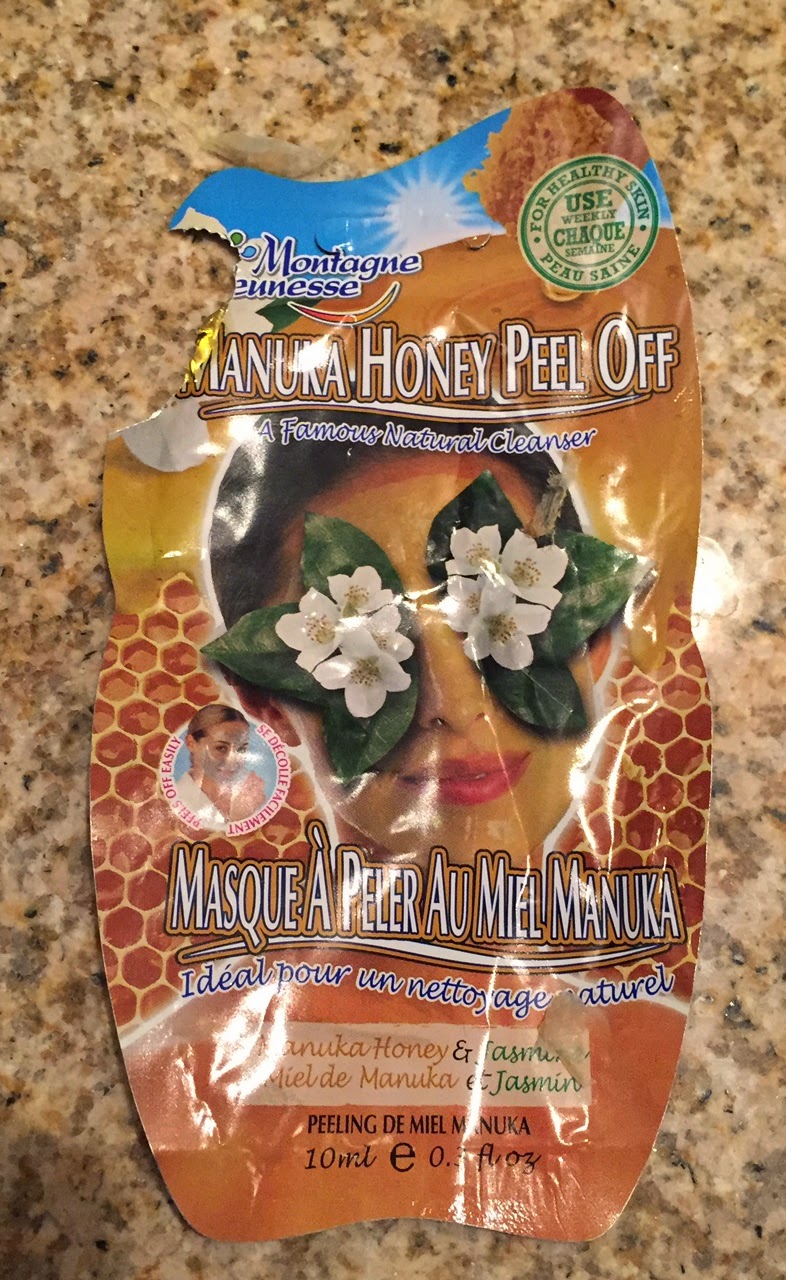 FOR HEALTHY SKIN
USE
WEEKLY
CHAQUE
SEMAINE
PEAU SAINE
Montagne
eunesse
MANUKA HONEY PEEL OFF
A Famous Natural Cleanser
PEELS OFF EASILY
SE DÉCOLLE FACILEMENT
MASQUE À PELER AU MIEL MANUKA
Idéal pour un nettoyage naturel
Manuka Honey & Jasmine
Miel de Manuka et Jasmin
PEELING DE MIEL MANUKA
10ml e 0.3 fl oz